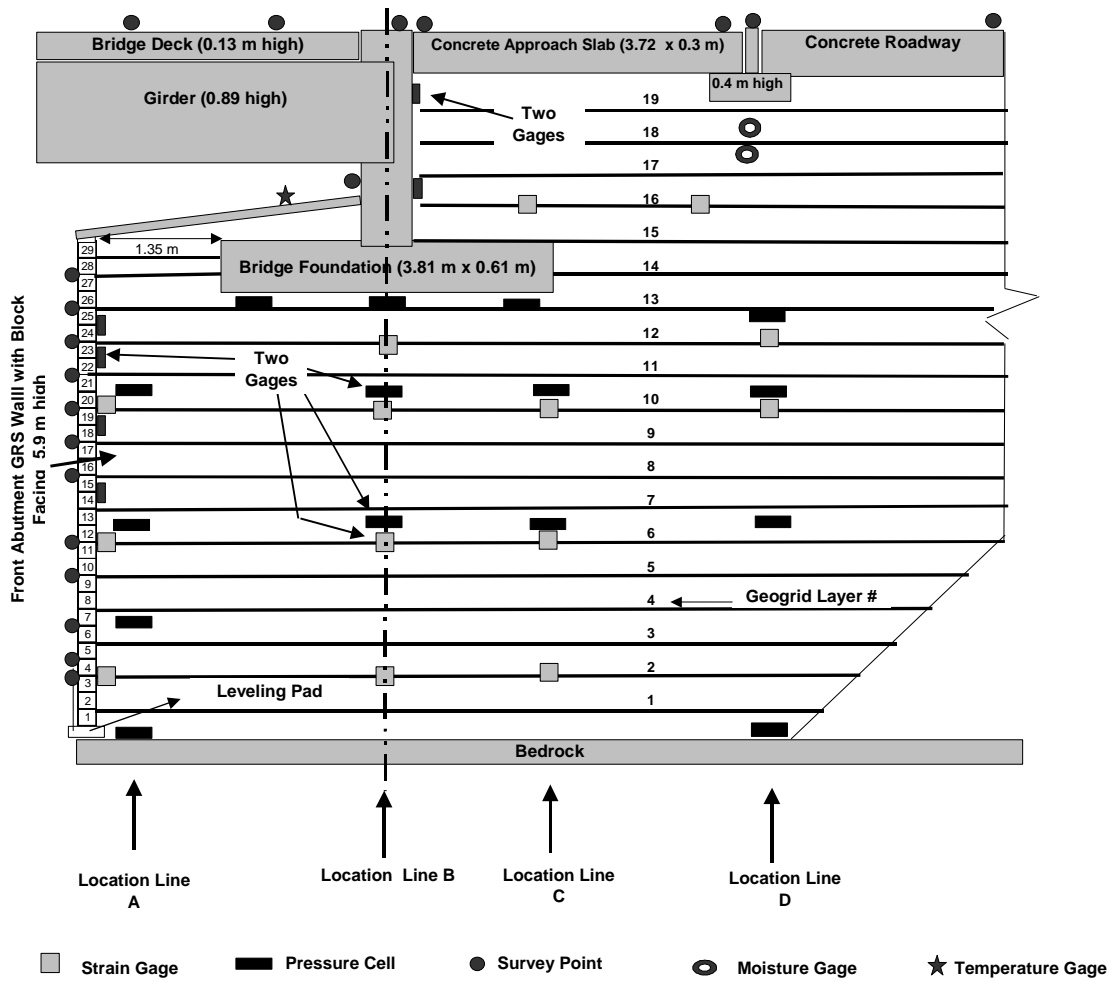 Bridge Deck (0.13 m high)
Concrete Approach Slab (3.72 x 0.3 m)
Concrete Roadway
Girder (0.89 high)
0.4 m high
19
Two
Gages
18
17
16
15
1.35 m
Bridge Foundation (3.81 m x 0.61 m)
14
13
12
Two
Gages
11
10
9
8
7
6
5
4
Geogrid Layer #
3
2
1
Leveling Pad
29
28
27
26
25
24
23
22
21
20
19
18
17
16
15
14
13
12
11
10
9
8
7
6
5
4
3
2
1
Front Abutment GRS Walll with Block
Facing 5.9 m high
Bedrock
Location Line
A
Location Line B
Location Line
C
Location Line
D
Strain Gage
Pressure Cell
Survey Point
Moisture Gage
Temperature Gage